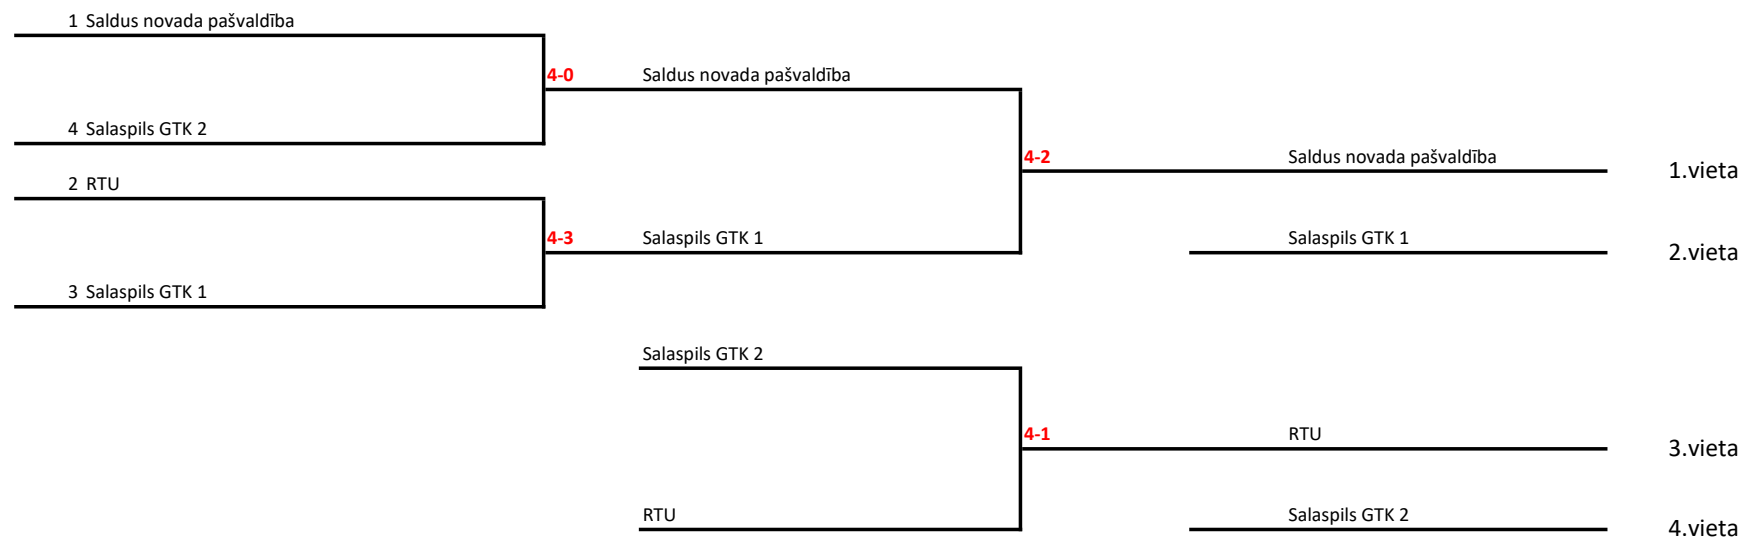 1 Saldus novada pašvaldība
4-0 Saldus novada pašvaldība
4 Salaspils GTK 2
4-2 Saldus novada pašvaldība 1.vieta
2 RTU
4-3 Salaspils GTK 1 Salaspils GTK 1 2.vieta
3 Salaspils GTK 1
Salaspils GTK 2
4-1 RTU 3.vieta
RTU Salaspils GTK 2 4.vieta